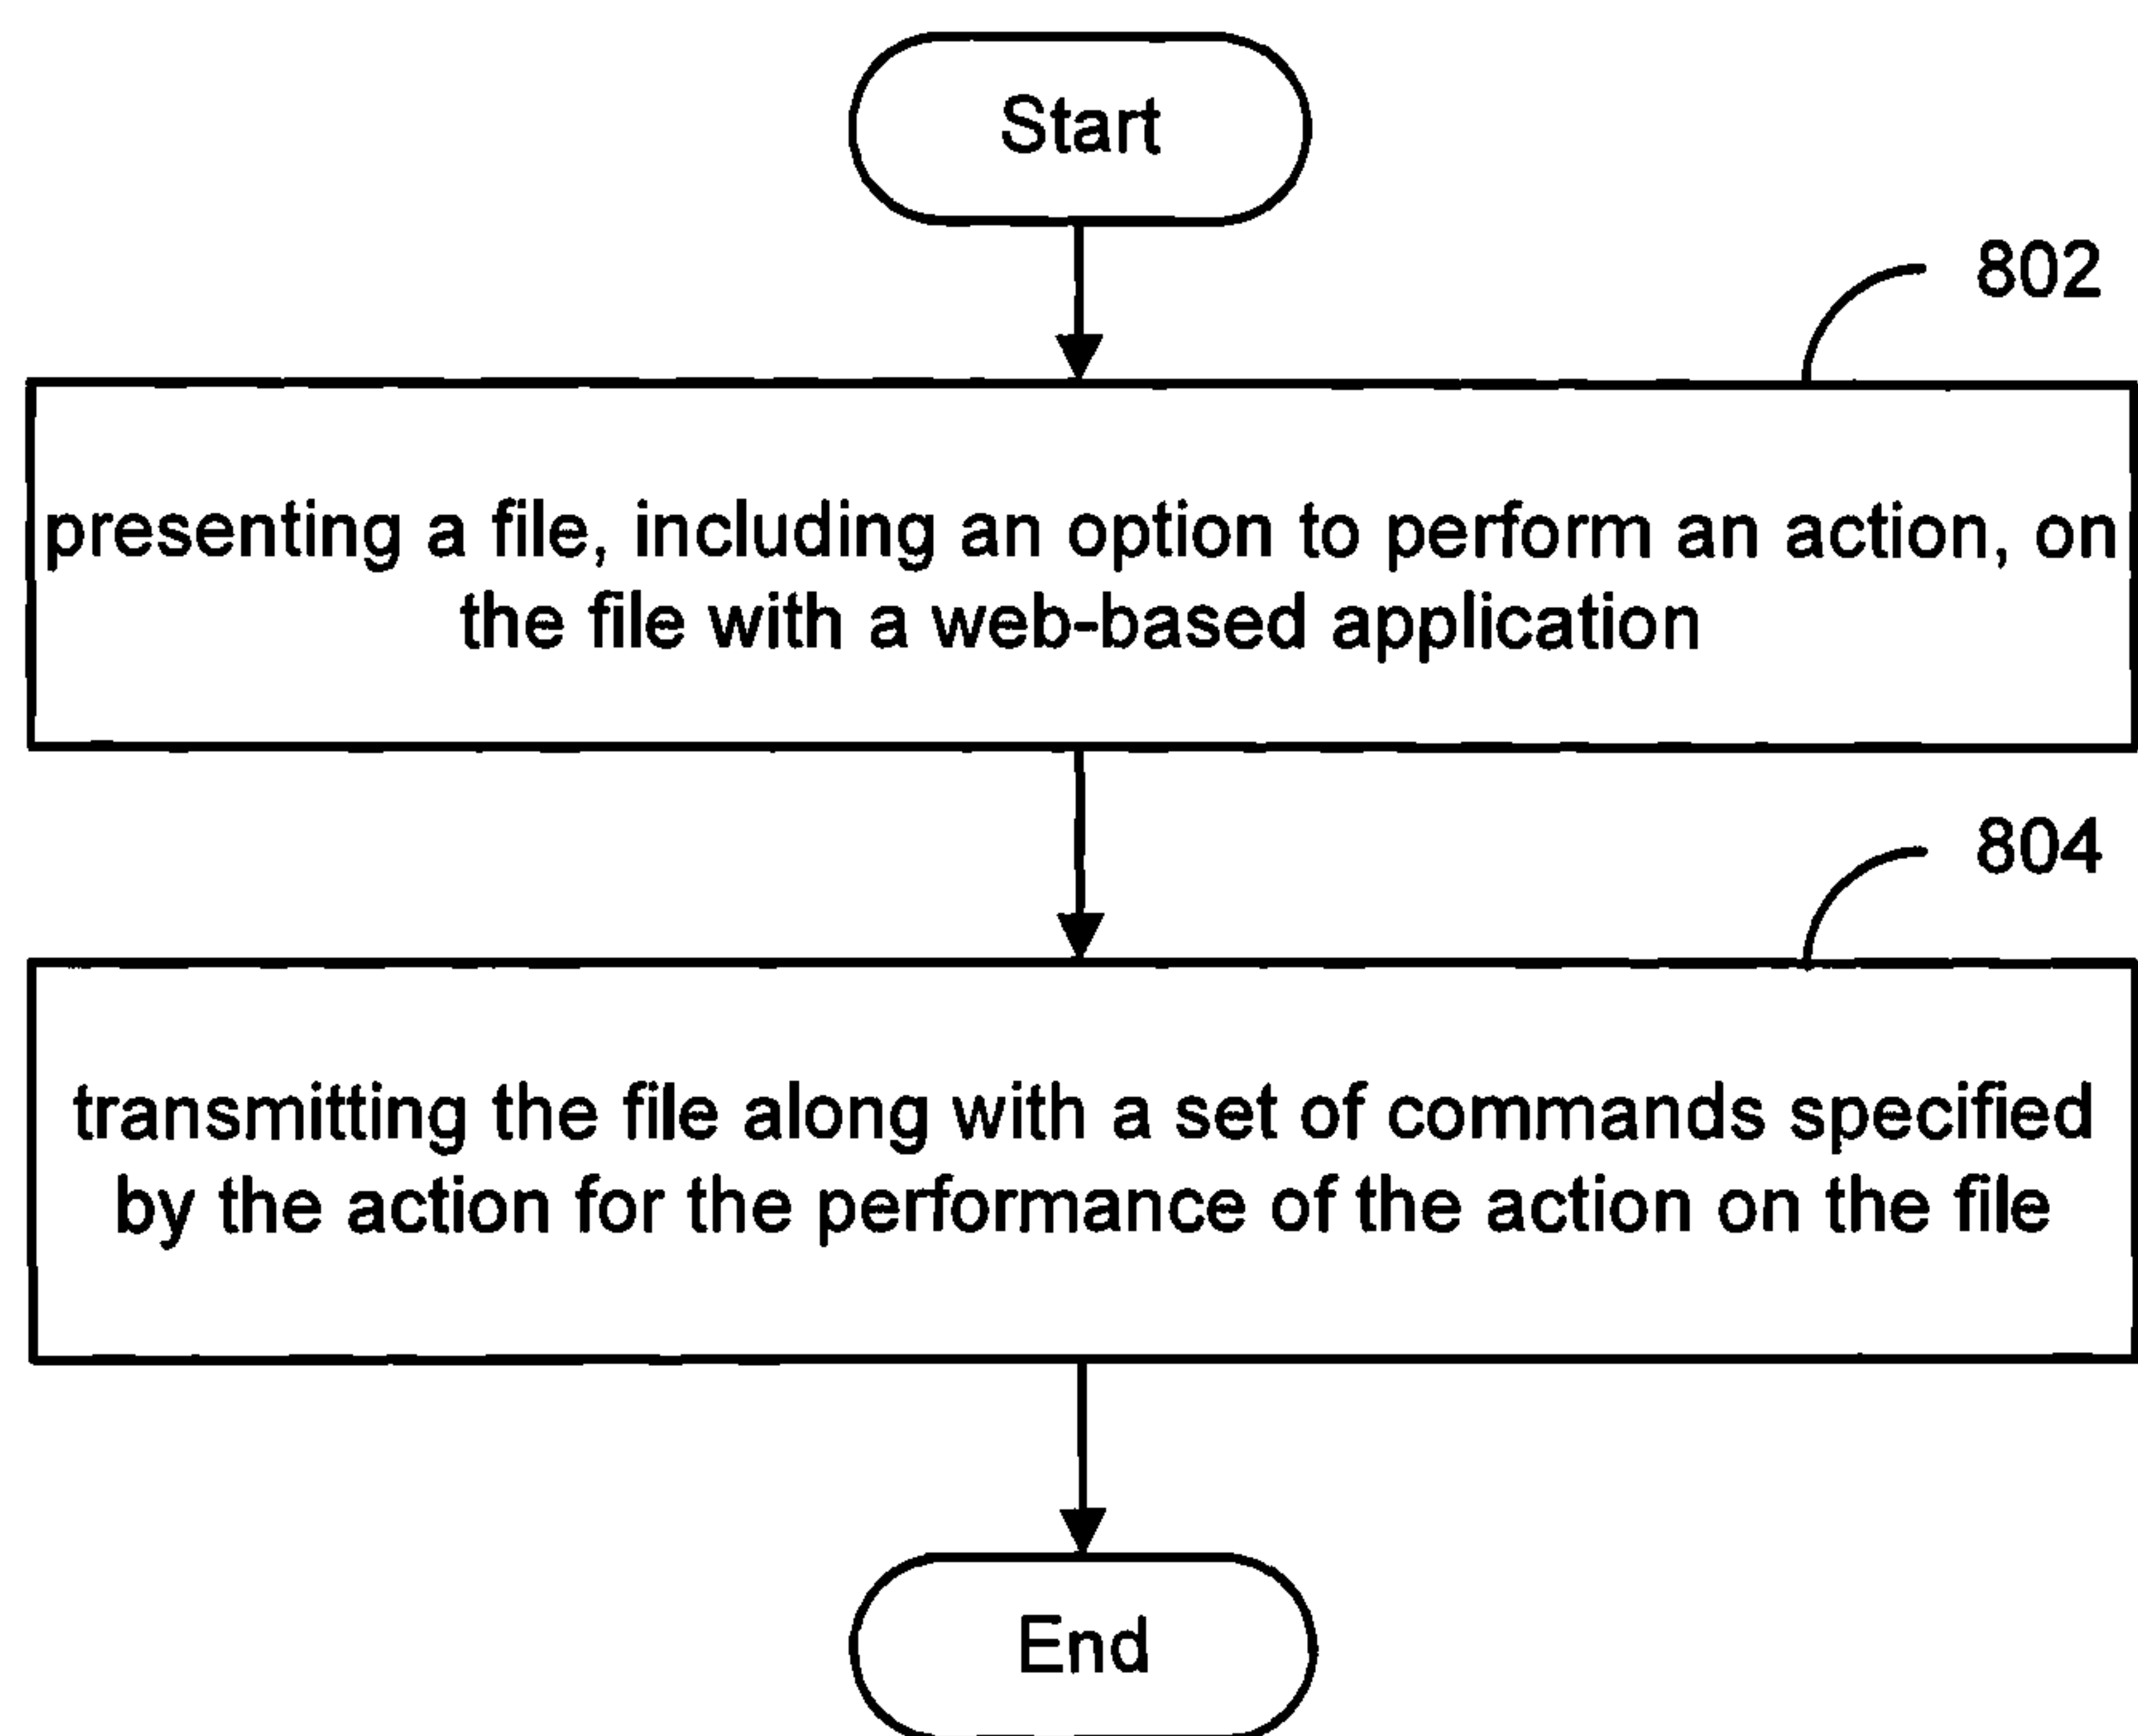 Start
802
presenting a file, including an option to perform an action, on
the file with a web-based application
804
transmitting the file along with a set of commands specified
by the action for the performance of the action on the file
End